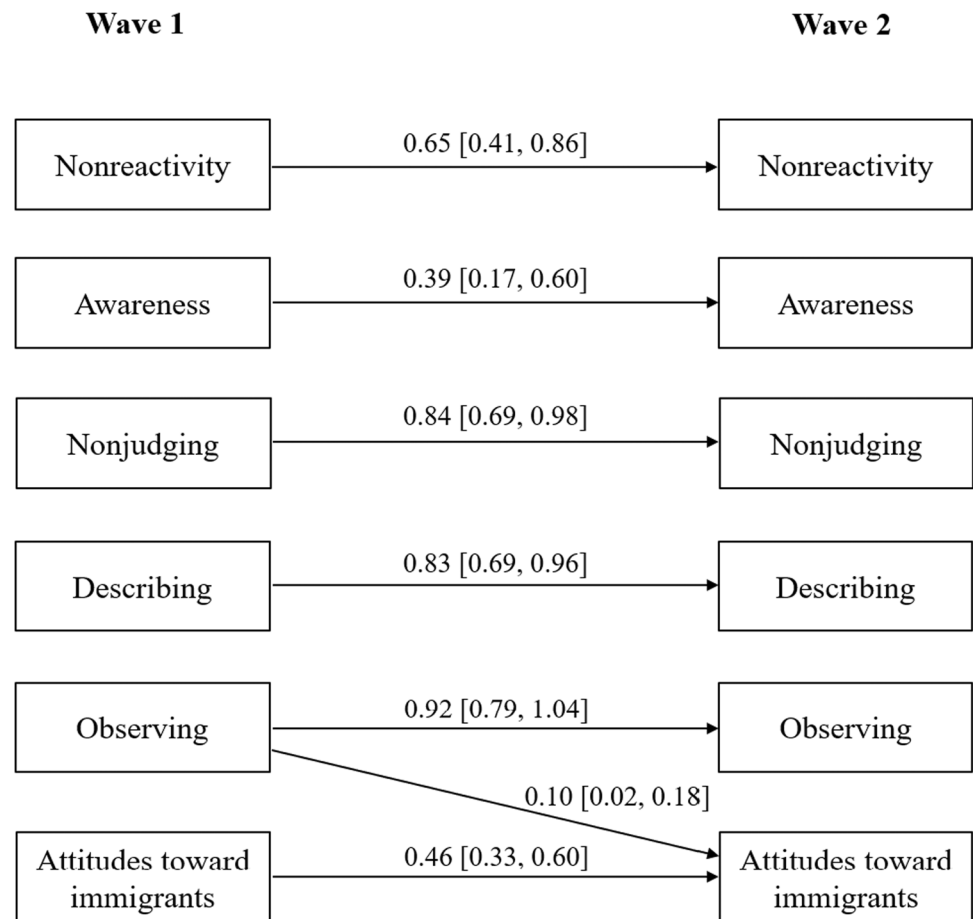 Wave 1
Wave 2
Nonreactivity
0.65 [0.41, 0.86]
Nonreactivity
Awareness
0.39 [0.17, 0.60]
Awareness
Nonjudging
0.84 [0.69, 0.98]
Nonjudging
Describing
0.83 [0.69, 0.96]
Describing
Observing
0.92 [0.79, 1.04]
Observing
0.10 [0.02, 0.18]
Attitudes toward
immigrants
0.46 [0.33, 0.60]
Attitudes toward
immigrants